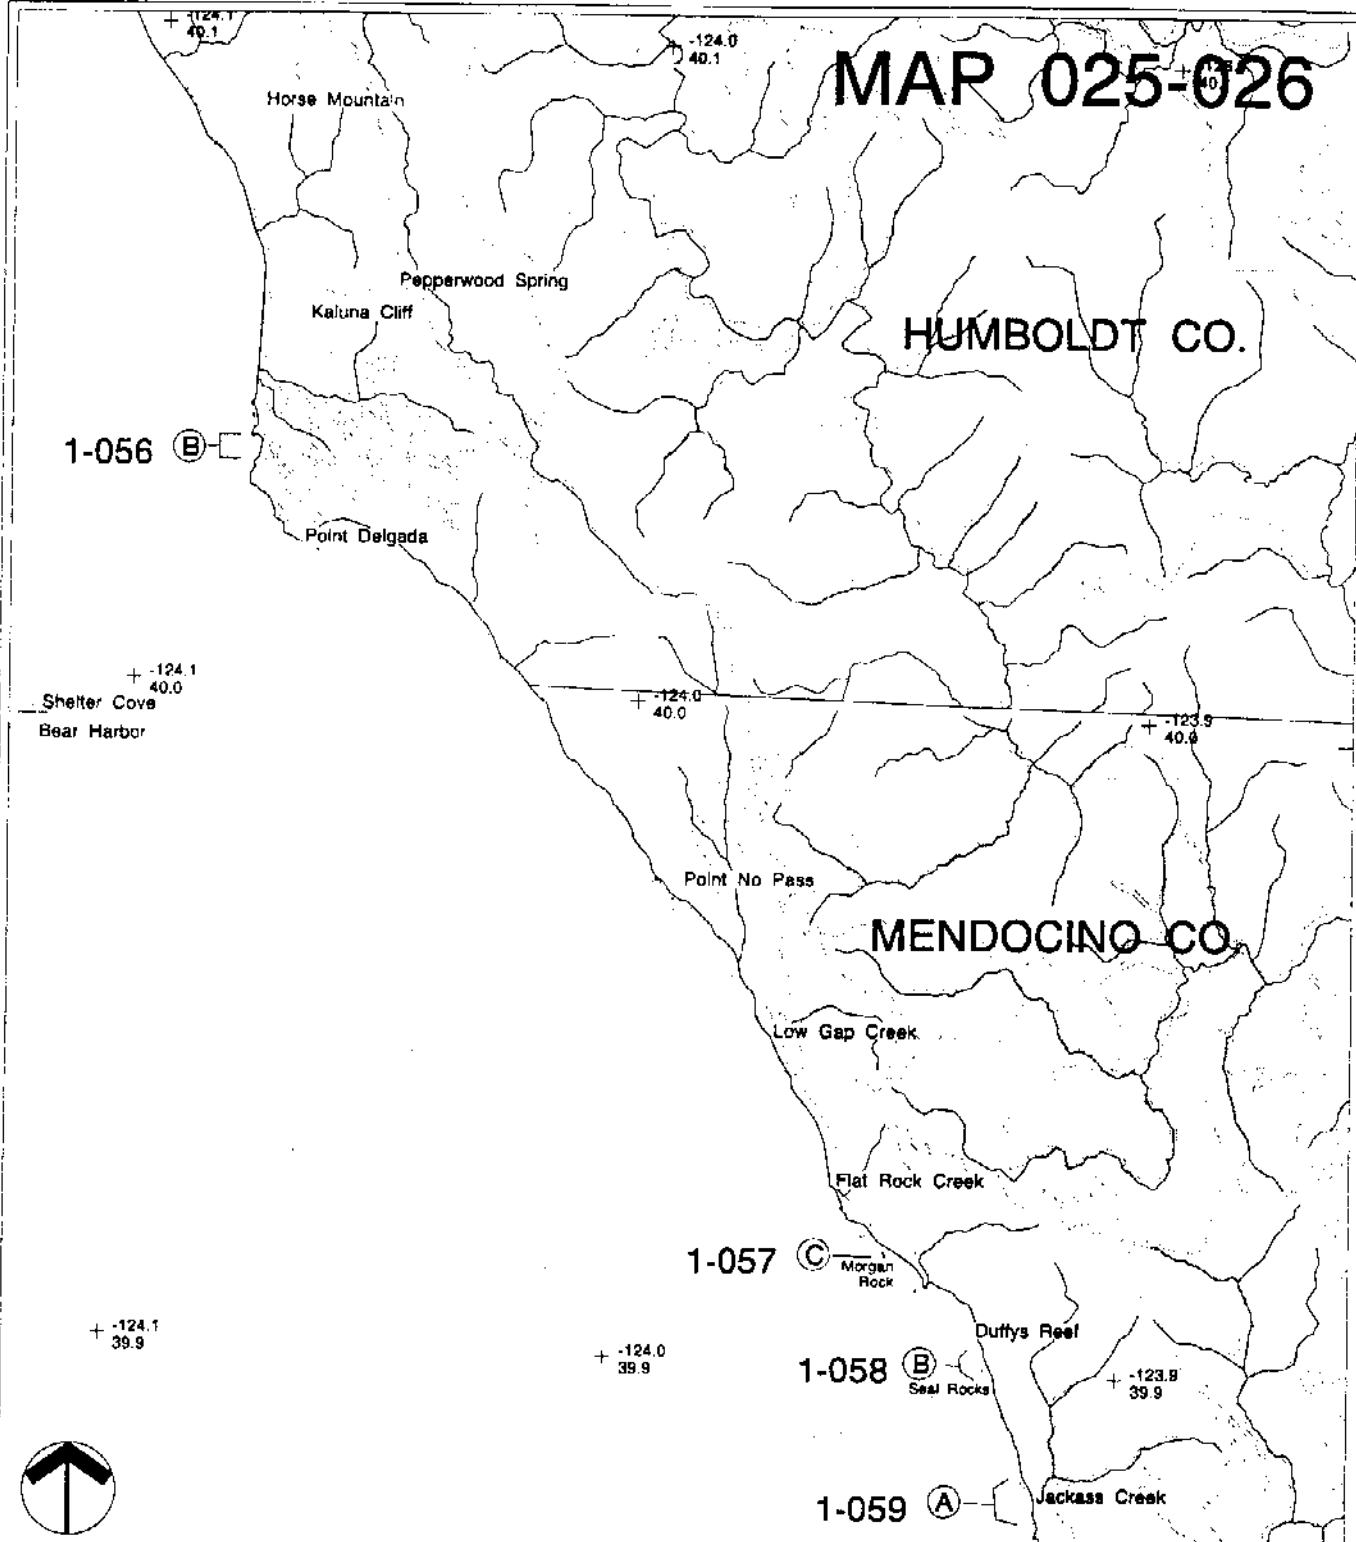 -124.1
40.1
-124.0
40.1
MAP 025-026
Horse Mountain
Pepperwood Spring
Kaluna Cliff
HUMBOLDT CO.
1-056 B
Point Delgada
-124.1
40.0
Shelter Cove
Bear Harbor
-124.0
40.0
-123.9
40.0
Point No Pass
MENDOCINO CO.
Low Gap Creek
Flat Rock Creek
1-057 C
Morgan
Rock
-124.1
39.9
-124.0
39.9
Duffys Reef
1-058 B
Seal Rocks
-123.9
39.9
1-059 A
Jackass Creek